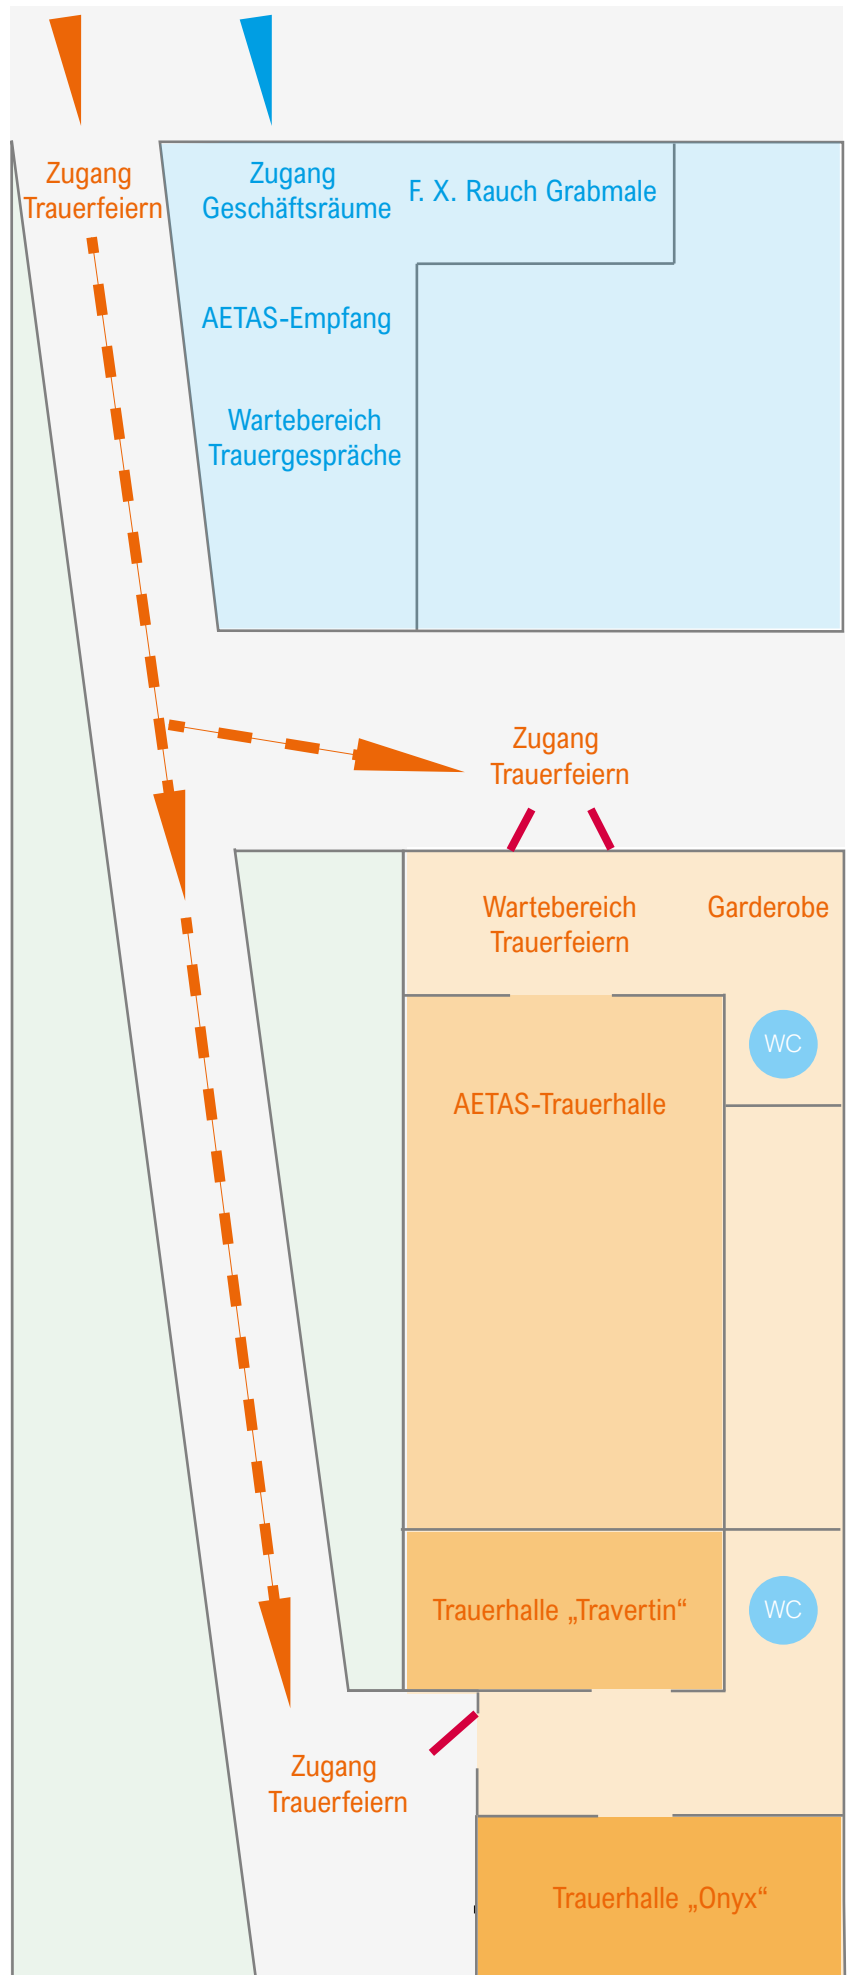 Zugang
Trauerfeiern
Zugang
Geschäftsräume
F. X. Rauch Grabmale
AETAS-Empfang
Wartebereich
Trauergespräche
Zugang
Trauerfeiern
Wartebereich
Trauerfeiern
Garderobe
WC
AETAS-Trauerhalle
Trauerhalle „Travertin“
WC
Zugang
Trauerfeiern
Trauerhalle „Onyx“